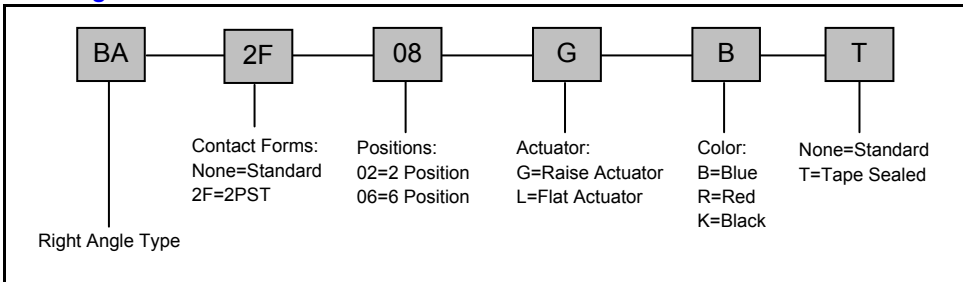 BA 2F 08 G B T
Contact Forms:
None=Standard
2F=2PST
Positions:
02=2 Position
06=6 Position
Actuator:
G=Raise Actuator
L=Flat Actuator
Color:
B=Blue
R=Red
K=Black
None=Standard
T=Tape Sealed
Right Angle Type